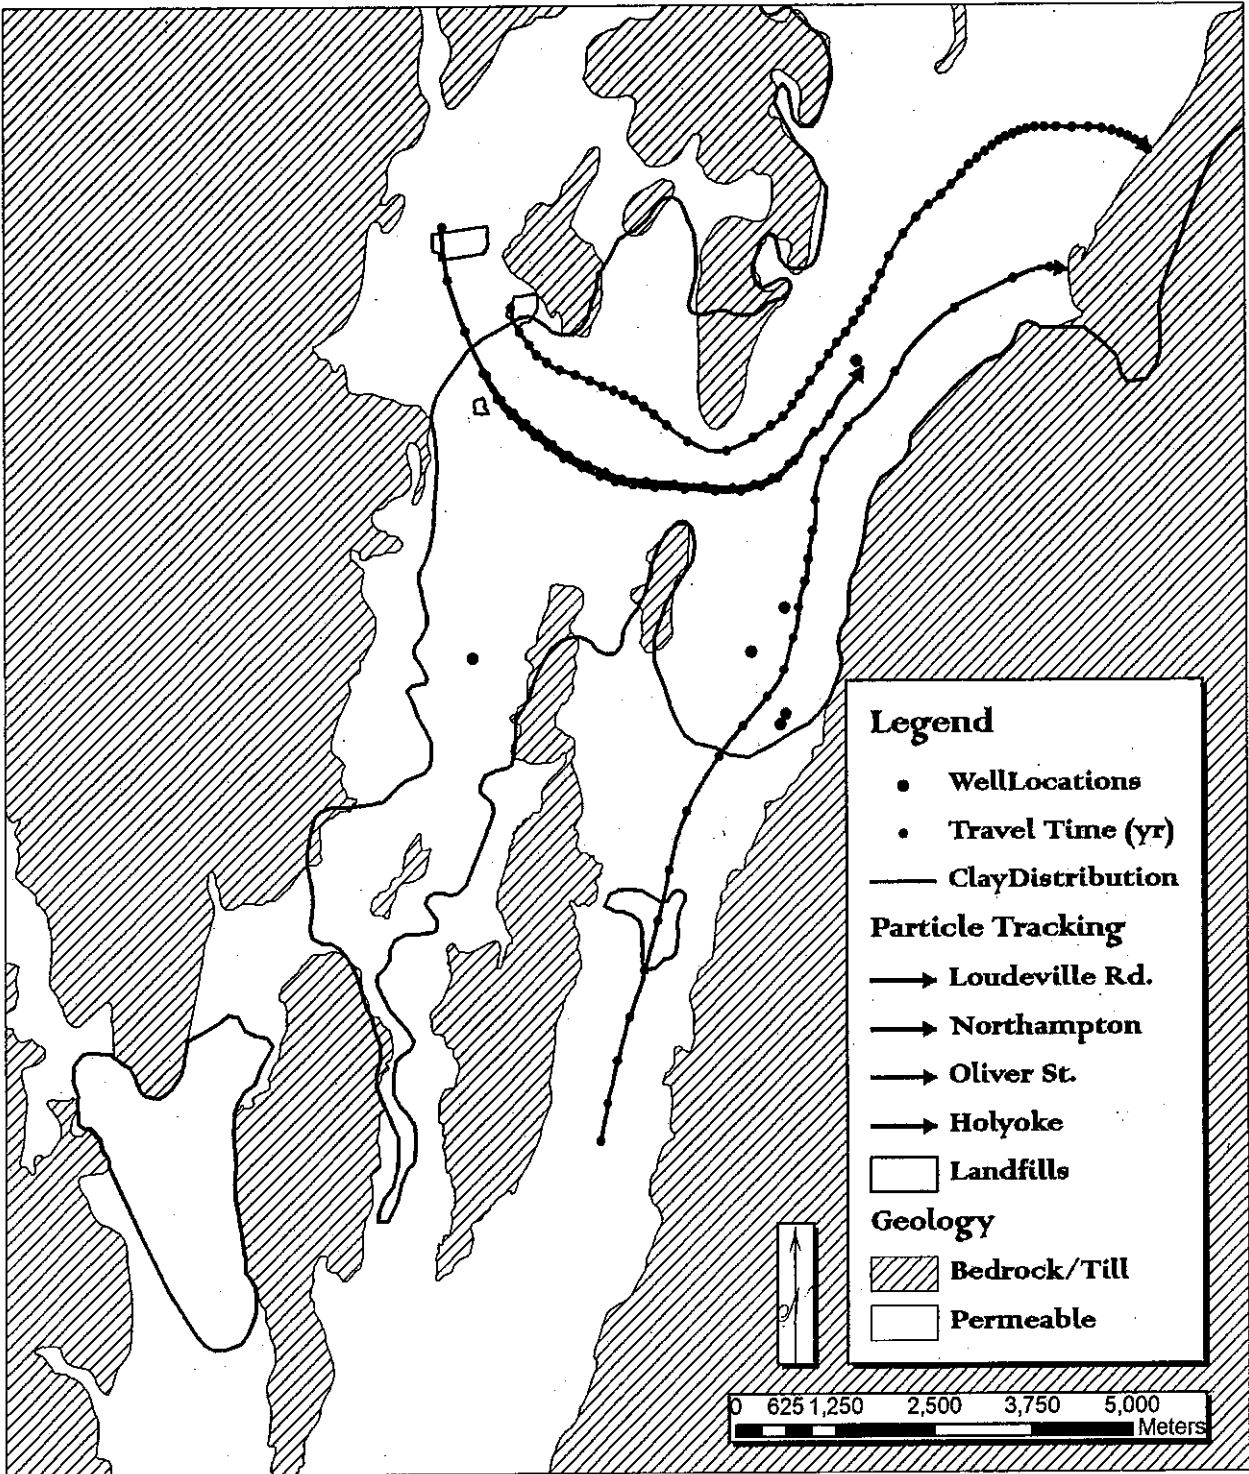 Legend
WellLocations
Travel Time (yr)
ClayDistribution
Particle Tracking
Loudeville Rd.
Northampton
Oliver St.
Holyoke
Landfills
Geology
Bedrock/Till
Permeable
0 625 1,250 2,500 3,750 5,000
Meters